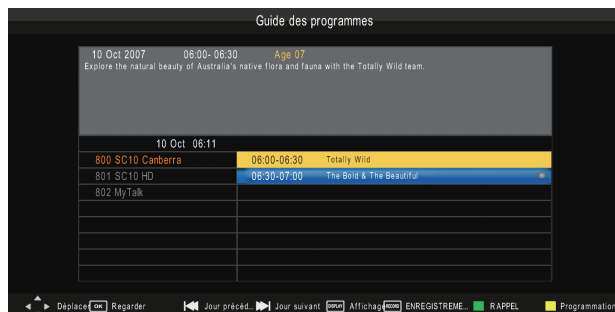 Guide des programmes
10 Oct 2007 06:00- 06:30 Age 07
Explore the natural beauty of Australia's native flora and fauna with the Totally Wild team.
10 Oct 06:11
800 SC10 Canberra 06:00-06:30 Totally Wild
801 SC10 HD 06:30-07:00 The Bold & The Beautiful
802 MyTalk
Déplacer OK Regarder Jour précéd... Jour suivant DISPLAY Affichage RECORD ENREGISTREME... RAPPEL Programmation